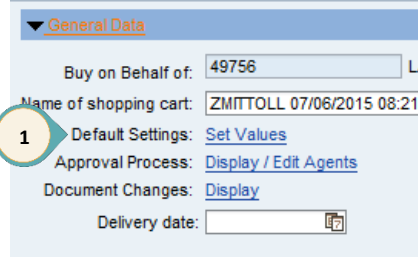 General Data
Buy on Behalf of: 49756 L
Name of shopping cart: ZMITTOLL 07/06/2015 08:21
1 Default Settings: Set Values
Approval Process: Display / Edit Agents
Document Changes: Display
Delivery date: